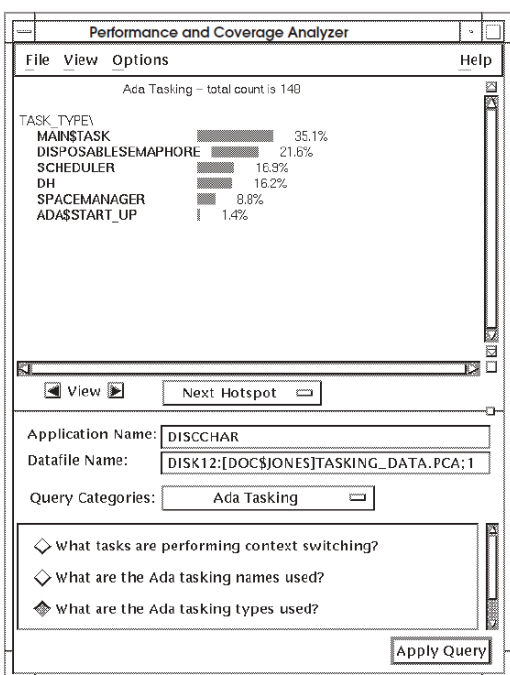 Performance and Coverage Analyzer
File View Options Help
Ada Tasking – total count is 148
TASK_TYPE\
MAIN$TASK 35.1%
DISPOSABLESEMAPHORE 21.6%
SCHEDULER 16.9%
DH 16.2%
SPACEMANAGER 8.8%
ADA$START_UP 1.4%
View Next Hotspot
Application Name: DISCCHAR
Datafile Name: DISK12:[DOC$JONES]TASKING_DATA.PCA;1
Query Categories: Ada Tasking
What tasks are performing context switching?
What are the Ada tasking names used?
What are the Ada tasking types used?
Apply Query